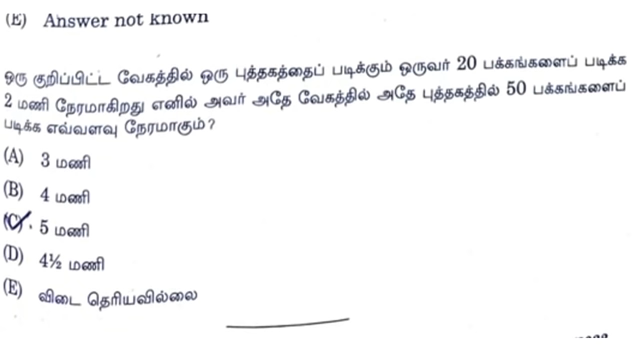 (E) Answer not known
ஒரு குறிப்பிட்ட வேகத்தில் ஒரு புத்தகத்தைப் படிக்கும் ஒருவர் 20 பக்கங்களைப் படிக்க
2 மணி நேரமாகிறது எனில் அவர் அதே வேகத்தில் அதே புத்தகத்தில் 50 பக்கங்களைப்
படிக்க எவ்வளவு நேரமாகும்?
(A) 3 மணி
(B) 4 மணி
(C) 5 மணி
(D) 4½ மணி
(E) விடை தெரியவில்லை